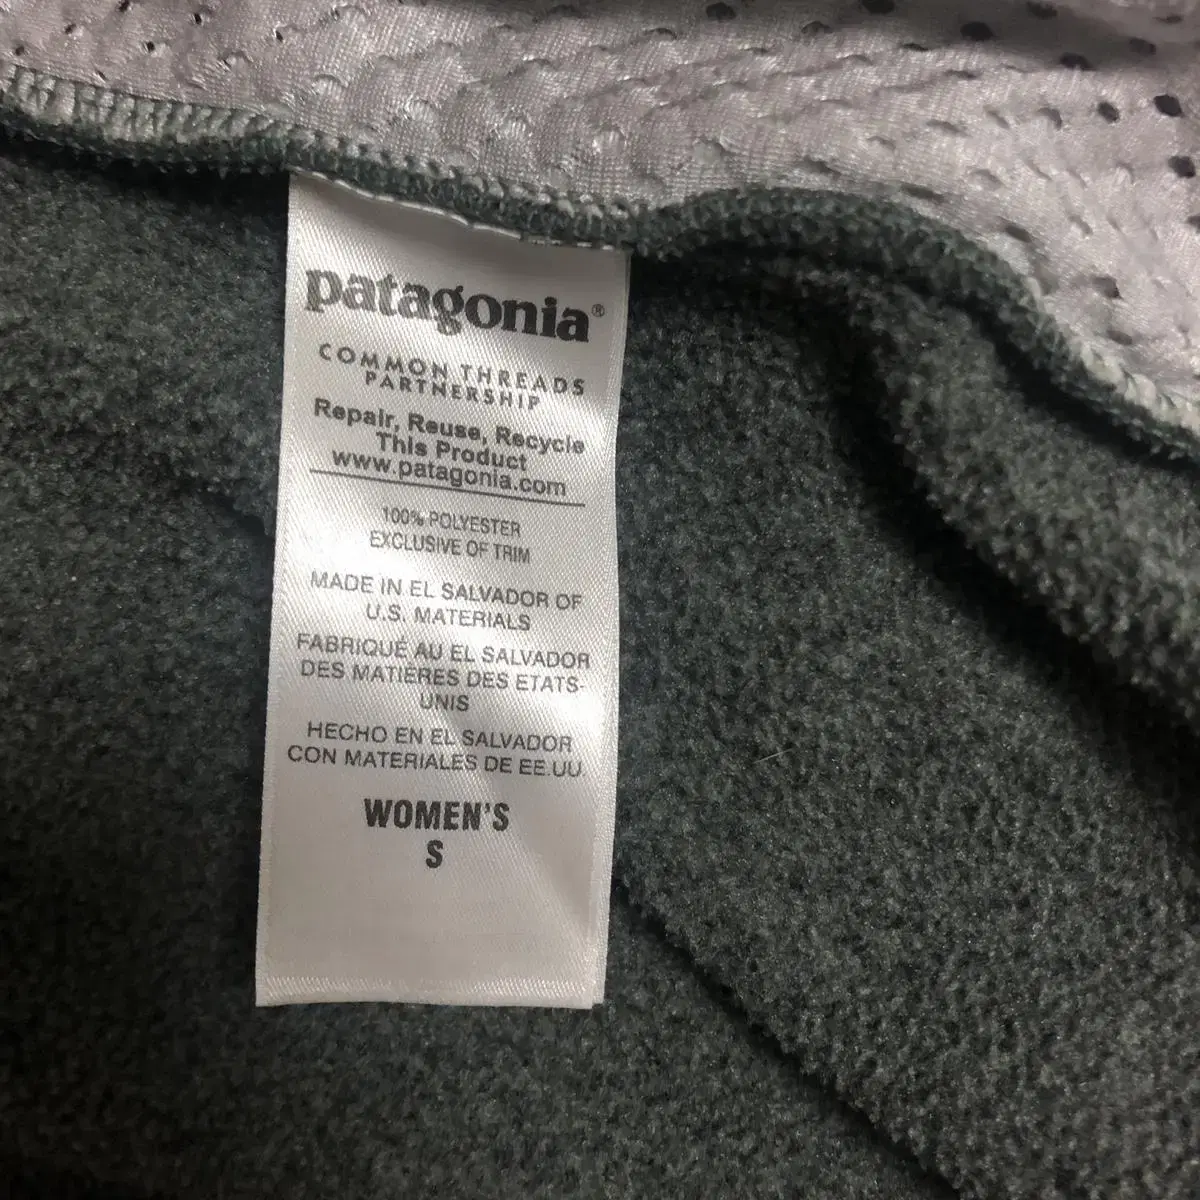 patagonia®
COMMON THREADS
PARTNERSHIP
Repair, Reuse, Recycle
This Product
www.patagonia.com
100% POLYESTER
EXCLUSIVE OF TRIM
MADE IN EL SALVADOR OF
U.S. MATERIALS
FABRIQUÉ AU EL SALVADOR
DES MATIERES DES ETATS-
UNIS
HECHO EN EL SALVADOR
CON MATERIALES DE EE.UU.
WOMEN'S
S